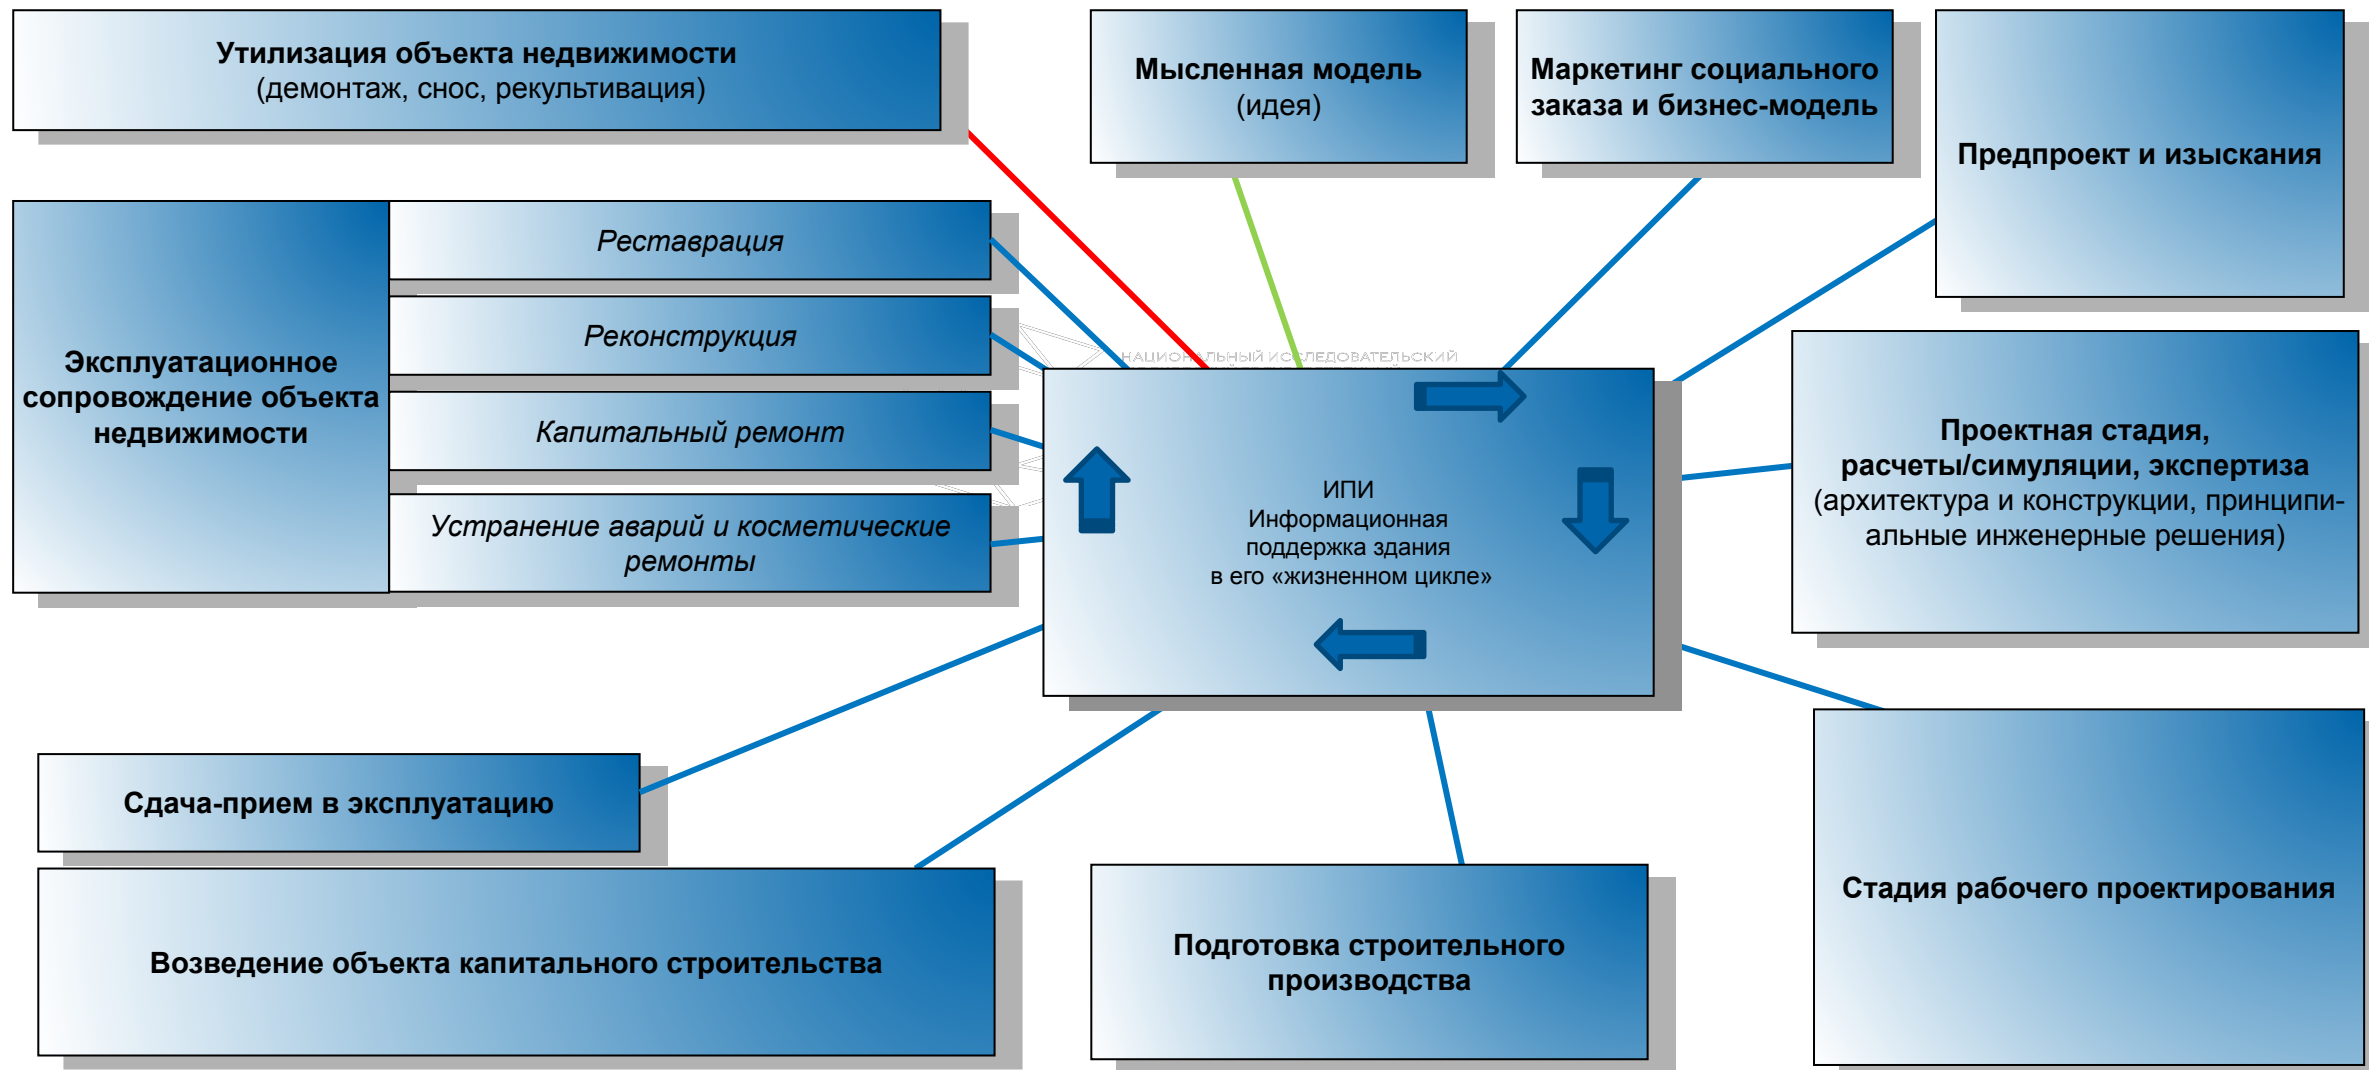 Утилизация объекта недвижимости
(демонтаж, снос, рекультивация)
Мысленная модель
(идея)
Маркетинг социального
заказа и бизнес-модель
Предпроект и изыскания
Эксплуатационное
сопровождение объекта
недвижимости
Реставрация
Реконструкция
Капитальный ремонт
Устранение аварий и косметические
ремонты
НАЦИОНАЛЬНЫЙ ИССЛЕДОВАТЕЛЬСКИЙ
ИПИ
Информационная
поддержка здания
в его «жизненном цикле»
Проектная стадия,
расчеты/симуляции, экспертиза
(архитектура и конструкции, принципи-
альные инженерные решения)
Сдача-прием в эксплуатацию
Возведение объекта капитального строительства
Подготовка строительного
производства
Стадия рабочего проектирования